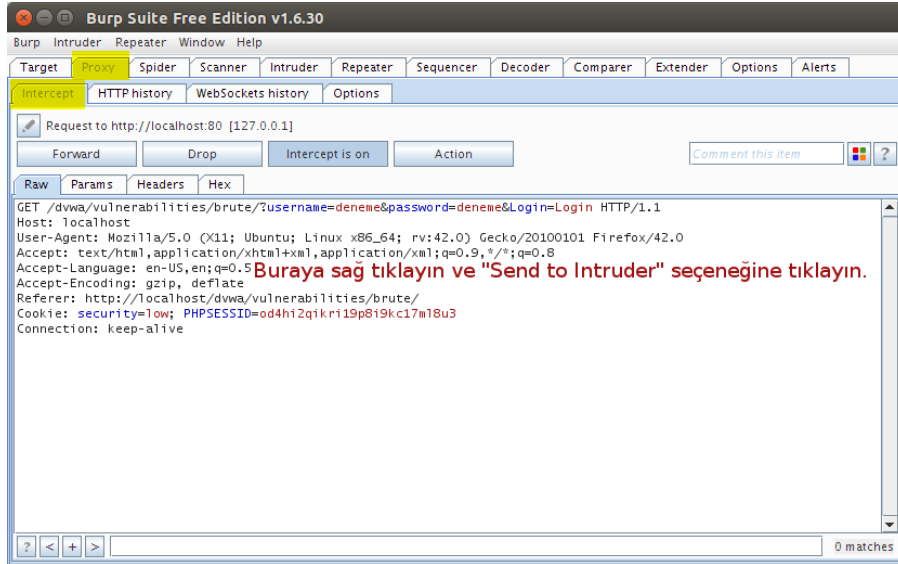 Burp Suite Free Edition v1.6.30
Burp Intruder Repeater Window Help
Target Proxy Spider Scanner Intruder Repeater Sequencer Decoder Comparer Extender Options Alerts
Intercept HTTP history WebSockets history Options
Request to http://localhost:80 [127.0.0.1]
Forward Drop Intercept is on Action Comment this item ?
Raw Params Headers Hex
GET /dvwa/vulnerabilities/brute/?username=deneme&password=deneme&Login=Login HTTP/1.1
Host: localhost
User-Agent: Mozilla/5.0 (X11; Ubuntu; Linux x86_64; rv:42.0) Gecko/20100101 Firefox/42.0
Accept: text/html,application/xhtml+xml,application/xml;q=0.9,*/*;q=0.8
Accept-Language: en-US,en;q=0.5
Buraya sağ tıklayın ve "Send to Intruder" seçeneğine tıklayın.
Accept-Encoding: gzip, deflate
Referer: http://localhost/dvwa/vulnerabilities/brute/
Cookie: security=low; PHPSESSID=od4hi2qikri19p8i9kc17ml8u3
Connection: keep-alive
? < + > 0 matches